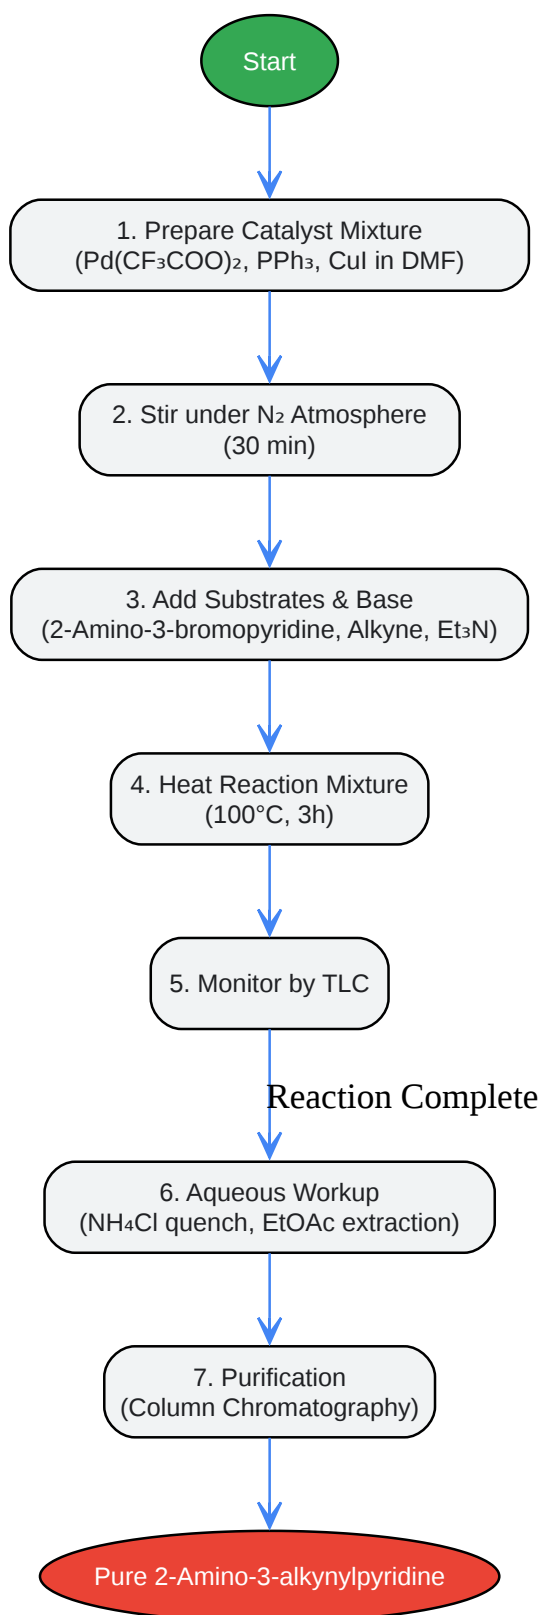 Start
1. Prepare Catalyst Mixture
(Pd(CF₃COO)₂, PPh₃, CuI in DMF)
2. Stir under N₂ Atmosphere
(30 min)
3. Add Substrates & Base
(2-Amino-3-bromopyridine, Alkyne, Et₃N)
4. Heat Reaction Mixture
(100°C, 3h)
5. Monitor by TLC
Reaction Complete
6. Aqueous Workup
(NH₄Cl quench, EtOAc extraction)
7. Purification
(Column Chromatography)
Pure 2-Amino-3-alkynylpyridine